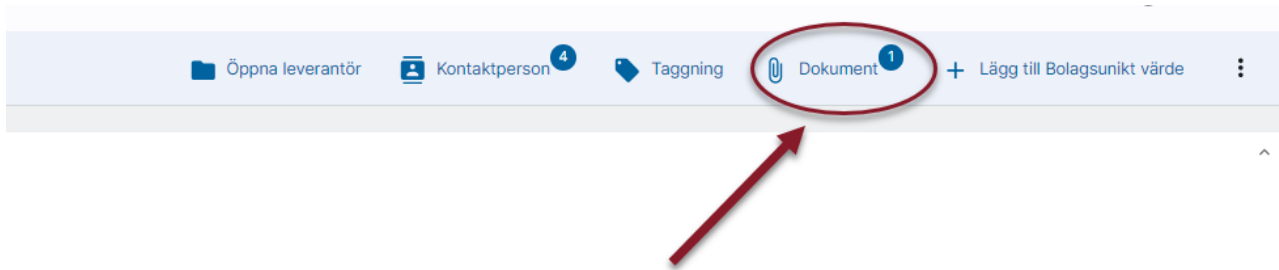 Öppna leverantör Kontaktperson 4 Taggning Dokument 1 + Lägg till Bolagsunikt värde